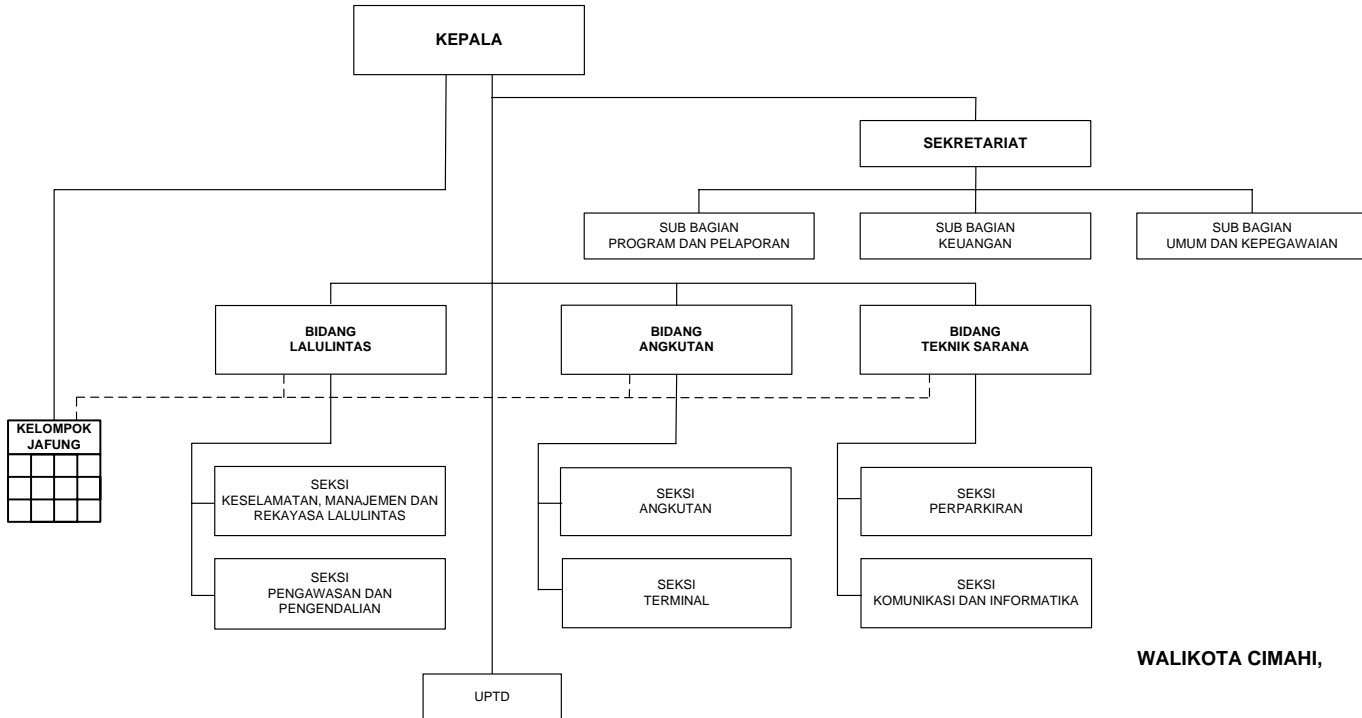 KEPALA
SEKRETARIAT
SUB BAGIAN
PROGRAM DAN PELAPORAN
SUB BAGIAN
KEUANGAN
SUB BAGIAN
UMUM DAN KEPEGAWAIAN
BIDANG
LALULINTAS
BIDANG
ANGKUTAN
BIDANG
TEKNIK SARANA
KELOMPOK
JAFUNG
SEKSI
KESELAMATAN, MANAJEMEN DAN
REKAYASA LALULINTAS
SEKSI
ANGKUTAN
SEKSI
PERPARKIRAN
SEKSI
PENGAWASAN DAN
PENGENDALIAN
SEKSI
TERMINAL
SEKSI
KOMUNIKASI DAN INFORMATIKA
WALIKOTA CIMAHI,
UPTD